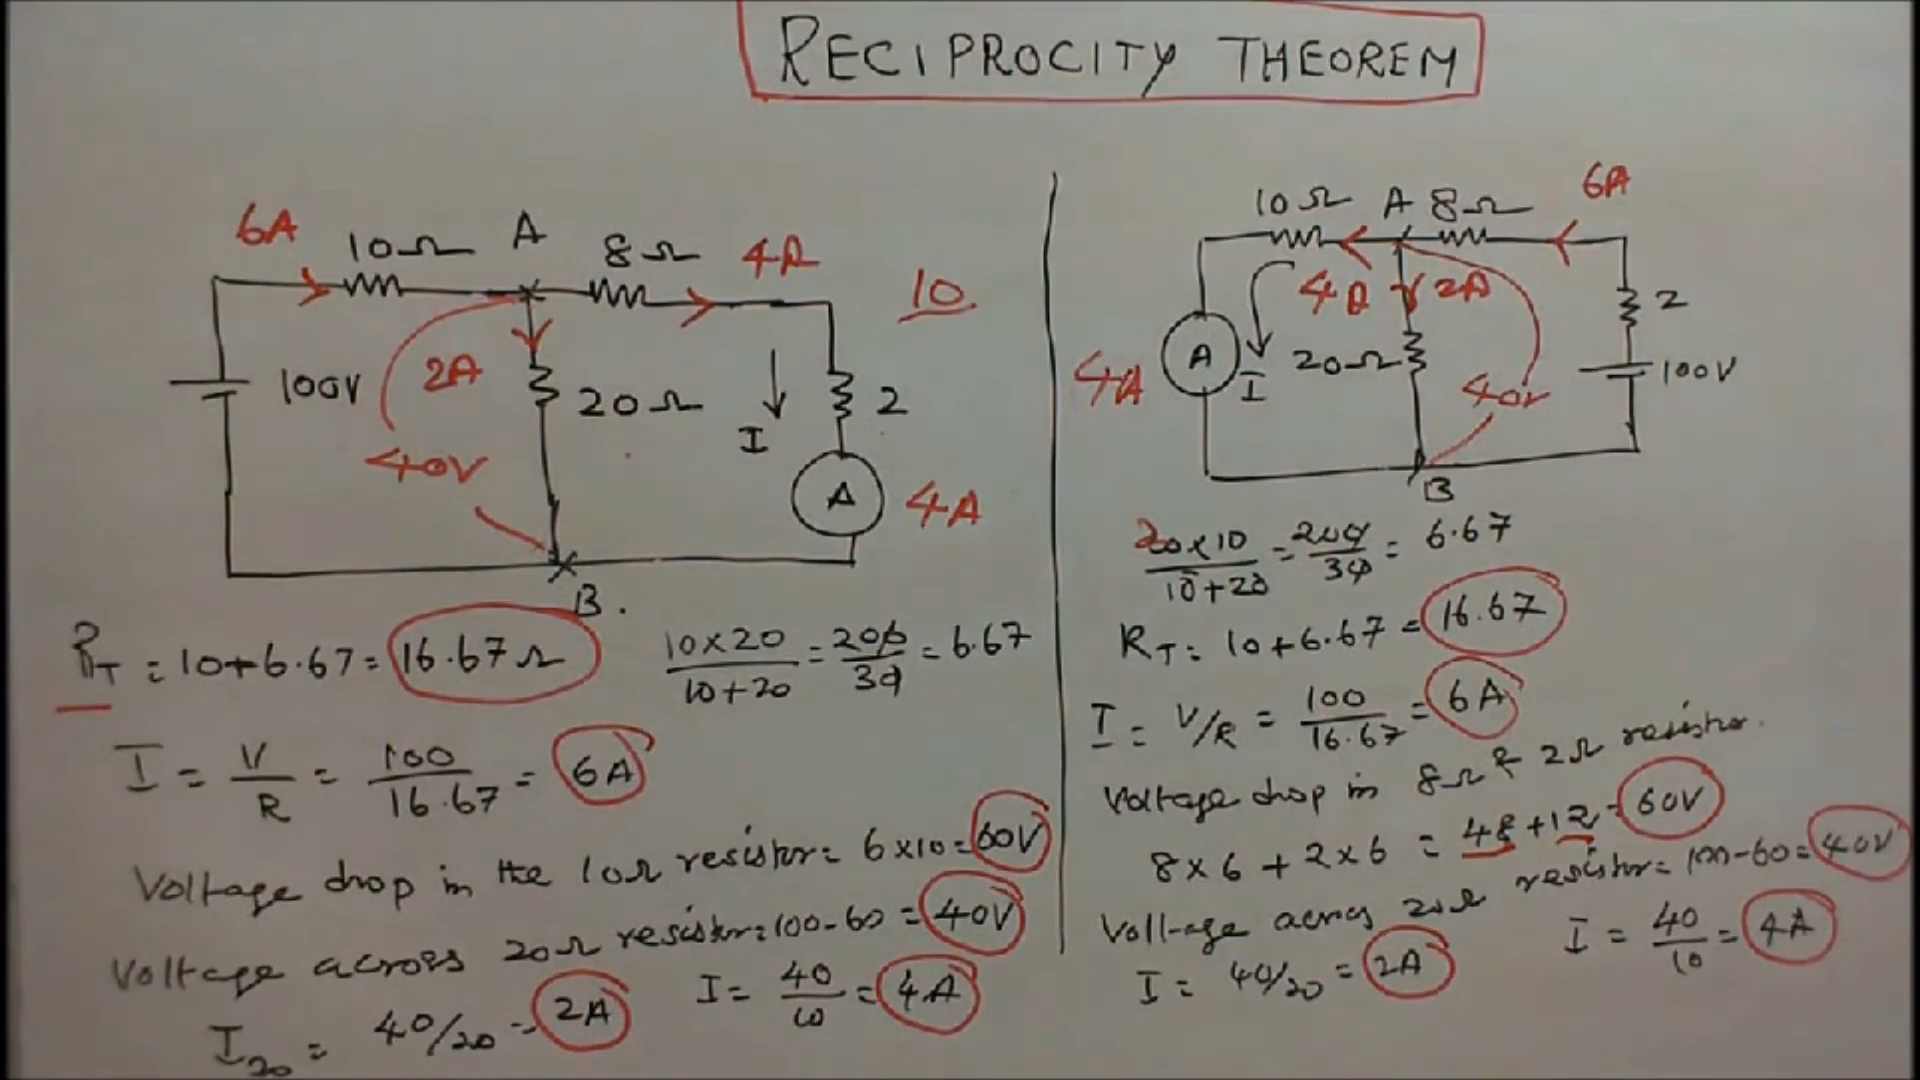 RECIPROCITY THEOREM
6A
10Ω A 8Ω 4A
10
100V 2A 20Ω I 2
40V
A 4A
B.
R_T = 10+6.67 = 16.67Ω
10×20/10+20 = 200/30 = 6.67
I = V/R = 100/16.67 = 6A
Voltage drop in the 10Ω resistor = 6×10 = 60V
Voltage across 20Ω resistor = 100-60 = 40V
I_20 = 40/20 = 2A
I = 40/10 = 4A
10Ω A 8Ω 6A
4A 2A 2
4A A I 20Ω 40V 100V
B
20×10/10+20 = 200/30 = 6.67
R_T = 10+6.67 = 16.67
I = V/R = 100/16.67 = 6A
Voltage drop in 8Ω & 2Ω resistor.
8×6 + 2×6 = 48+12 = 60V
Voltage across 20Ω resistor = 100-60 = 40V
I = 40/20 = 2A
I = 40/10 = 4A